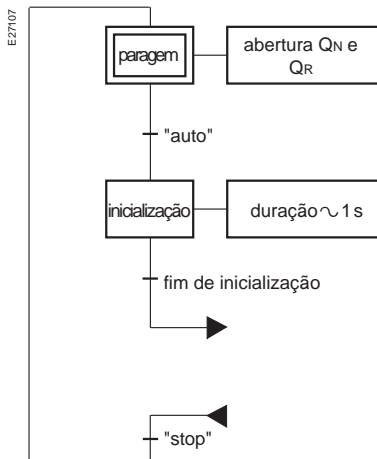 E27107
paragem
abertura QN e
QR
"auto"
inicialização
duração ∿ 1 s
fim de inicialização
"stop"